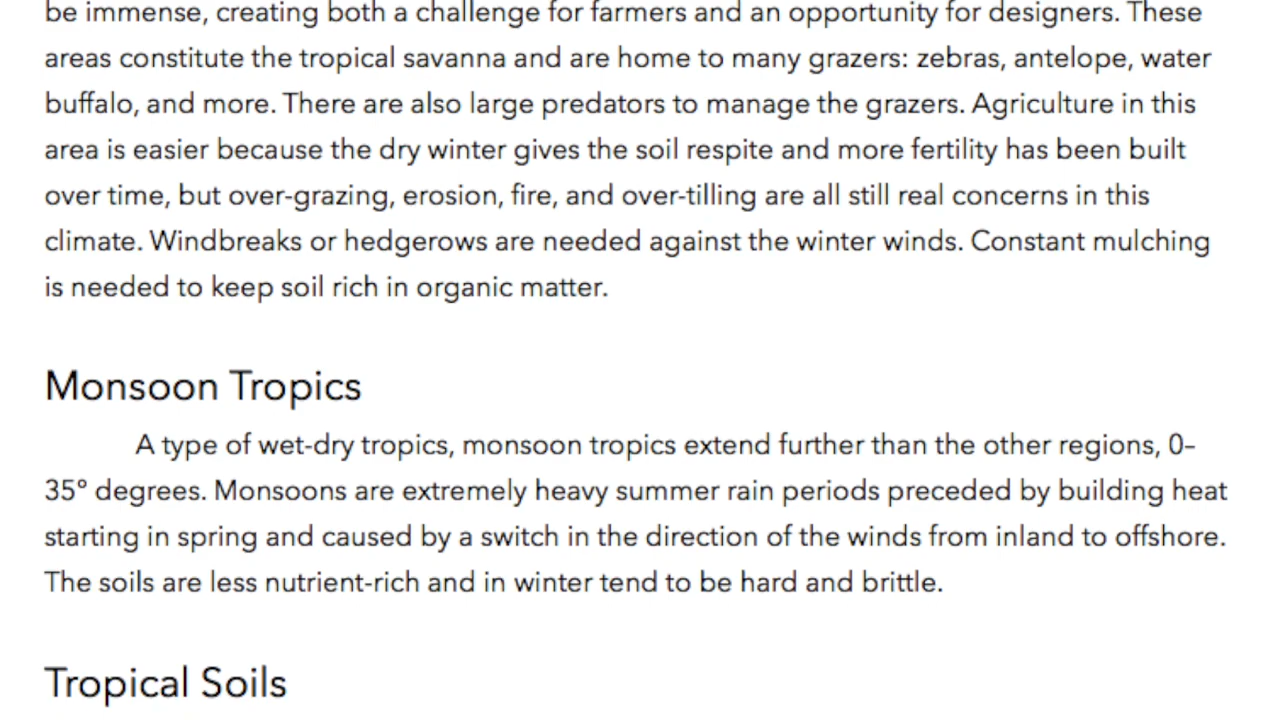 be immense, creating both a challenge for farmers and an opportunity for designers. These
areas constitute the tropical savanna and are home to many grazers: zebras, antelope, water
buffalo, and more. There are also large predators to manage the grazers. Agriculture in this
area is easier because the dry winter gives the soil respite and more fertility has been built
over time, but over-grazing, erosion, fire, and over-tilling are all still real concerns in this
climate. Windbreaks or hedgerows are needed against the winter winds. Constant mulching
is needed to keep soil rich in organic matter.
Monsoon Tropics
A type of wet-dry tropics, monsoon tropics extend further than the other regions, 0–
35° degrees. Monsoons are extremely heavy summer rain periods preceded by building heat
starting in spring and caused by a switch in the direction of the winds from inland to offshore.
The soils are less nutrient-rich and in winter tend to be hard and brittle.
Tropical Soils